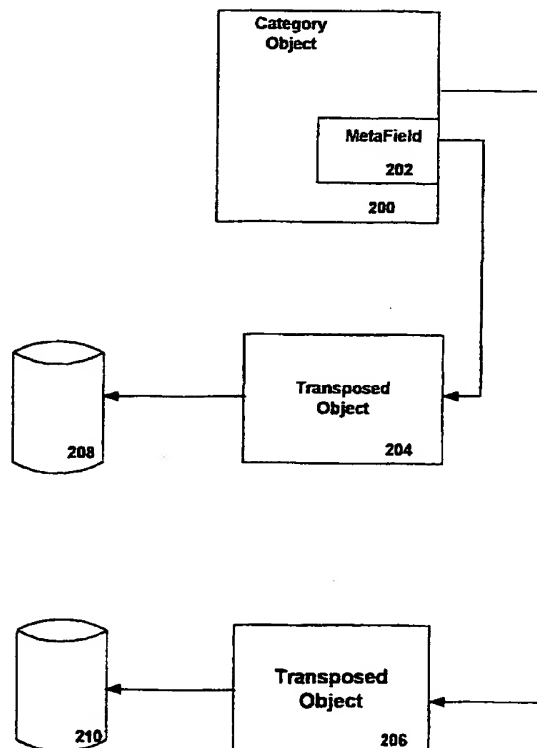 Category
Object
MetaField
202
200
Transposed
Object
204
208
Transposed
Object
206
210